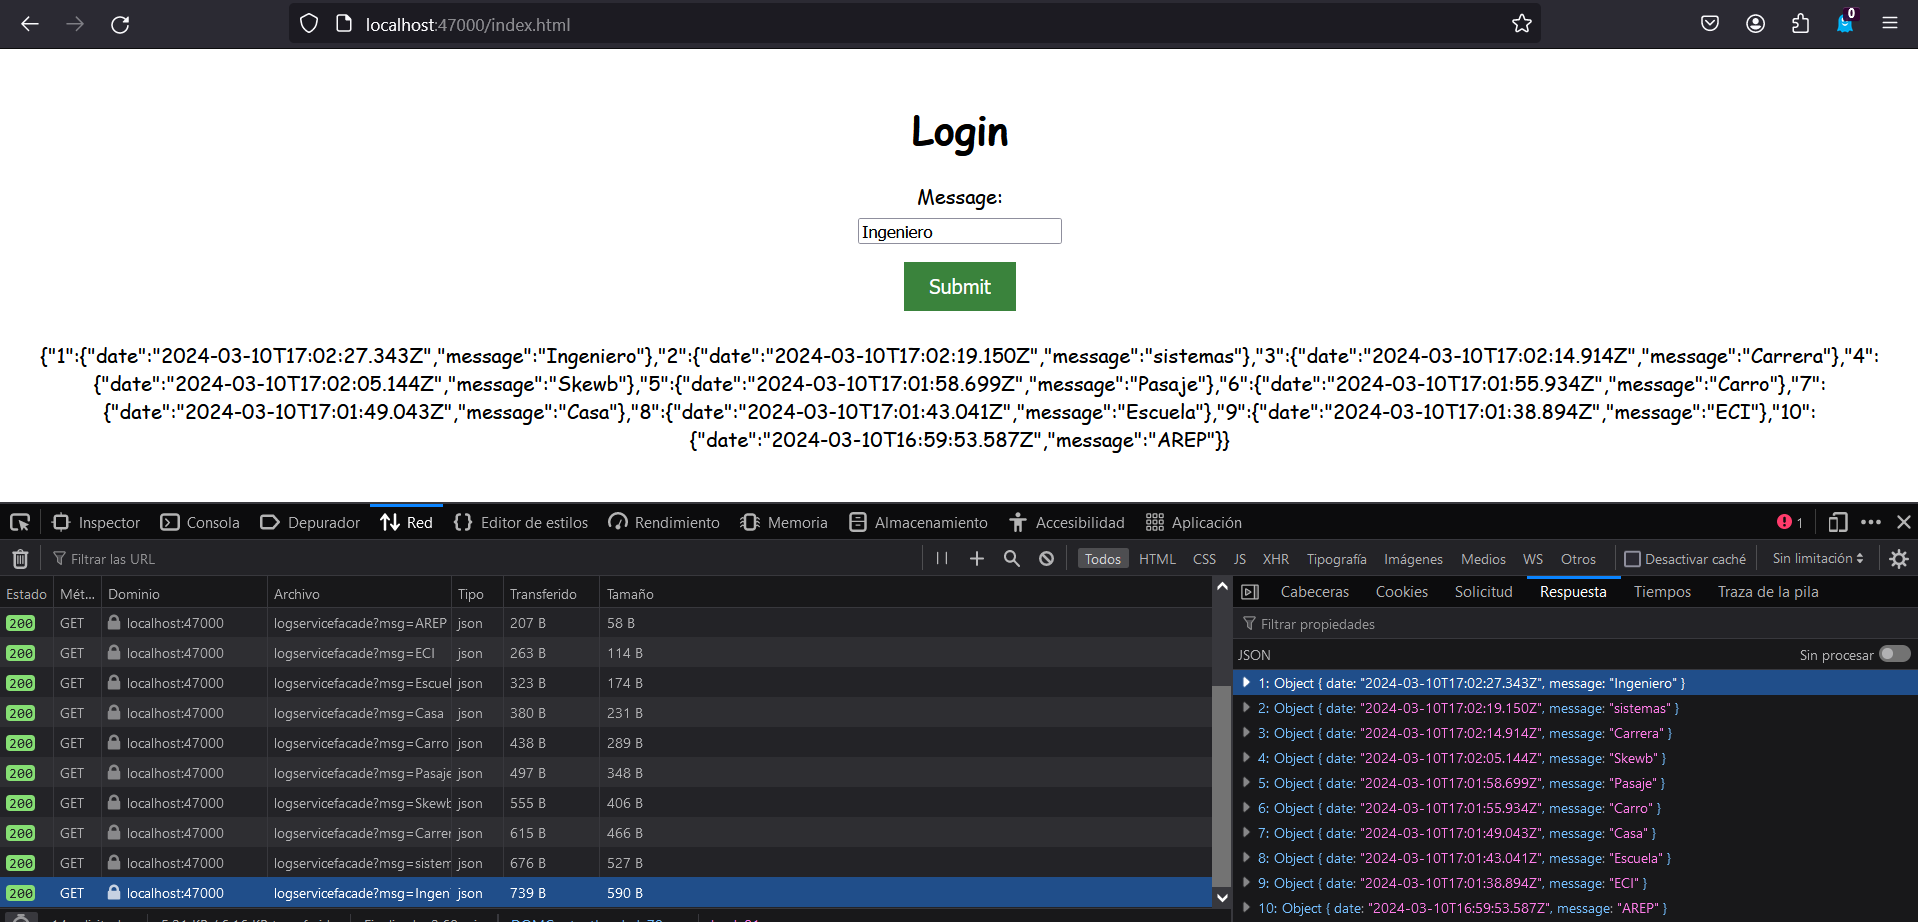 localhost:47000/index.html
0
Login
Message:
Ingeniero
Submit
{"1":{"date":"2024-03-10T17:02:27.343Z","message":"Ingeniero"},"2":{"date":"2024-03-10T17:02:19.150Z","message":"sistemas"},"3":{"date":"2024-03-10T17:02:14.914Z","message":"Carrera"},"4":
{"date":"2024-03-10T17:02:05.144Z","message":"Skewb"},"5":{"date":"2024-03-10T17:01:58.699Z","message":"Pasaje"},"6":{"date":"2024-03-10T17:01:55.934Z","message":"Carro"},"7":
{"date":"2024-03-10T17:01:49.043Z","message":"Casa"},"8":{"date":"2024-03-10T17:01:43.041Z","message":"Escuela"},"9":{"date":"2024-03-10T17:01:38.894Z","message":"ECI"},"10":
{"date":"2024-03-10T16:59:53.587Z","message":"AREP"}}
Inspector Consola Depurador Red Editor de estilos Rendimiento Memoria Almacenamiento Accesibilidad Aplicación 1
Filtrar las URL Todos HTML CSS JS XHR Tipografía Imágenes Medios WS Otros Desactivar caché Sin limitación
Estado Mét... Dominio Archivo Tipo Transferido Tamaño
200 GET localhost:47000 logservicefacade?msg=AREP json 207 B 58 B
200 GET localhost:47000 logservicefacade?msg=ECI json 263 B 114 B
200 GET localhost:47000 logservicefacade?msg=Escuel json 323 B 174 B
200 GET localhost:47000 logservicefacade?msg=Casa json 380 B 231 B
200 GET localhost:47000 logservicefacade?msg=Carro json 438 B 289 B
200 GET localhost:47000 logservicefacade?msg=Pasaje json 497 B 348 B
200 GET localhost:47000 logservicefacade?msg=Skewb json 555 B 406 B
200 GET localhost:47000 logservicefacade?msg=Carrer json 615 B 466 B
200 GET localhost:47000 logservicefacade?msg=sistem json 676 B 527 B
200 GET localhost:47000 logservicefacade?msg=Ingen json 739 B 590 B
Cabeceras Cookies Solicitud Respuesta Tiempos Traza de la pila
Filtrar propiedades
JSON Sin procesar
1: Object { date: "2024-03-10T17:02:27.343Z", message: "Ingeniero" }
2: Object { date: "2024-03-10T17:02:19.150Z", message: "sistemas" }
3: Object { date: "2024-03-10T17:02:14.914Z", message: "Carrera" }
4: Object { date: "2024-03-10T17:02:05.144Z", message: "Skewb" }
5: Object { date: "2024-03-10T17:01:58.699Z", message: "Pasaje" }
6: Object { date: "2024-03-10T17:01:55.934Z", message: "Carro" }
7: Object { date: "2024-03-10T17:01:49.043Z", message: "Casa" }
8: Object { date: "2024-03-10T17:01:43.041Z", message: "Escuela" }
9: Object { date: "2024-03-10T17:01:38.894Z", message: "ECI" }
10: Object { date: "2024-03-10T16:59:53.587Z", message: "AREP" }